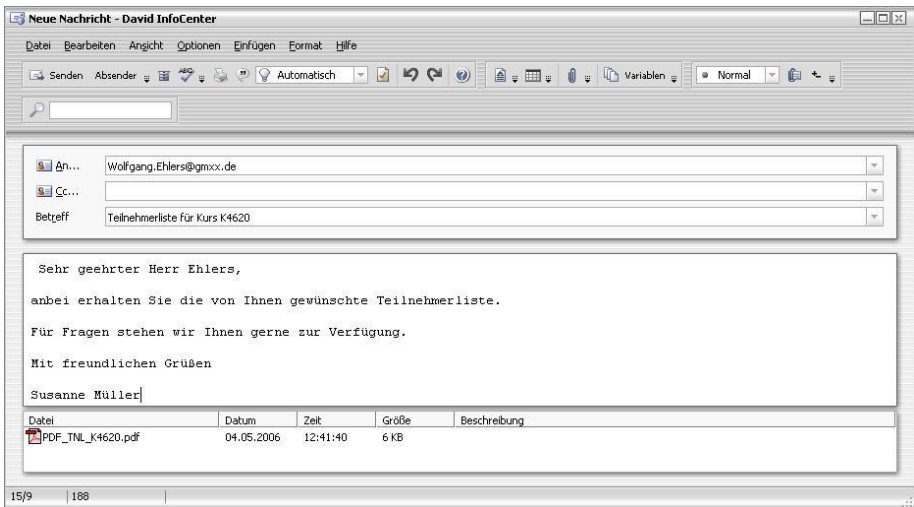 Neue Nachricht - David InfoCenter
Datei Bearbeiten Ansicht Optionen Einfügen Format Hilfe
Senden Absender ABC Automatisch Variablen Normal
An... Wolfgang.Ehlers@gmxx.de
Cc...
Betreff Teilnehmerliste für Kurs K4620
Sehr geehrter Herr Ehlers,
anbei erhalten Sie die von Ihnen gewünschte Teilnehmerliste.
Für Fragen stehen wir Ihnen gerne zur Verfügung.
Mit freundlichen Grüßen
Susanne Müller
Datei Datum Zeit Größe Beschreibung
PDF_TNL_K4620.pdf 04.05.2006 12:41:40 6 KB
15/9 188